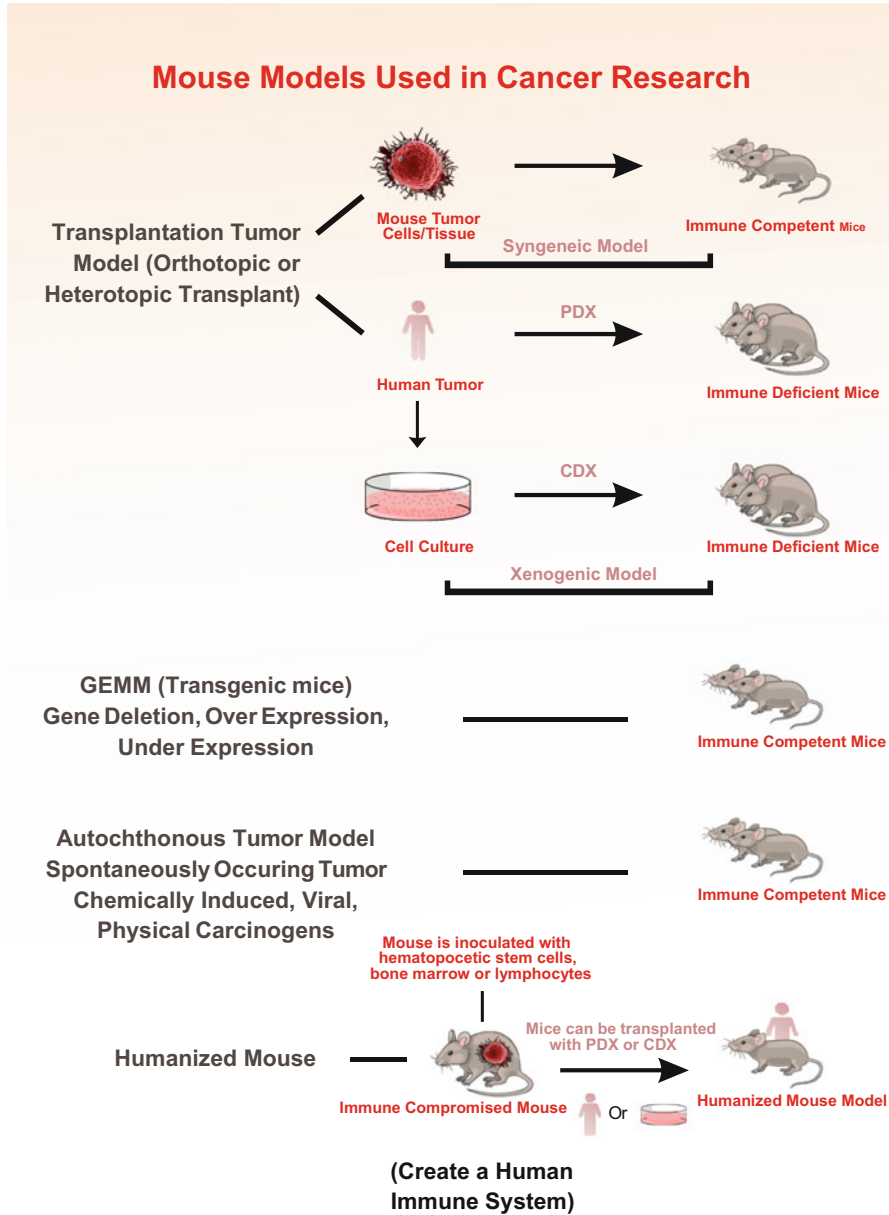 Mouse Models Used in Cancer Research
Mouse Tumor
Cells/Tissue
Immune Competent Mice
Transplantation Tumor
Model (Orthotopic or
Heterotopic Transplant)
Syngeneic Model
PDX
Human Tumor
Immune Deficient Mice
CDX
Cell Culture
Immune Deficient Mice
Xenogenic Model
GEMM (Transgenic mice)
Gene Deletion, Over Expression,
Under Expression
Immune Competent Mice
Autochthonous Tumor Model
Spontaneously Occuring Tumor
Chemically Induced, Viral,
Physical Carcinogens
Immune Competent Mice
Mouse is inoculated with
hematopocetic stem cells,
bone marrow or lymphocytes
Humanized Mouse
Immune Compromised Mouse
Mice can be transplanted
with PDX or CDX
Or
Humanized Mouse Model
(Create a Human
Immune System)